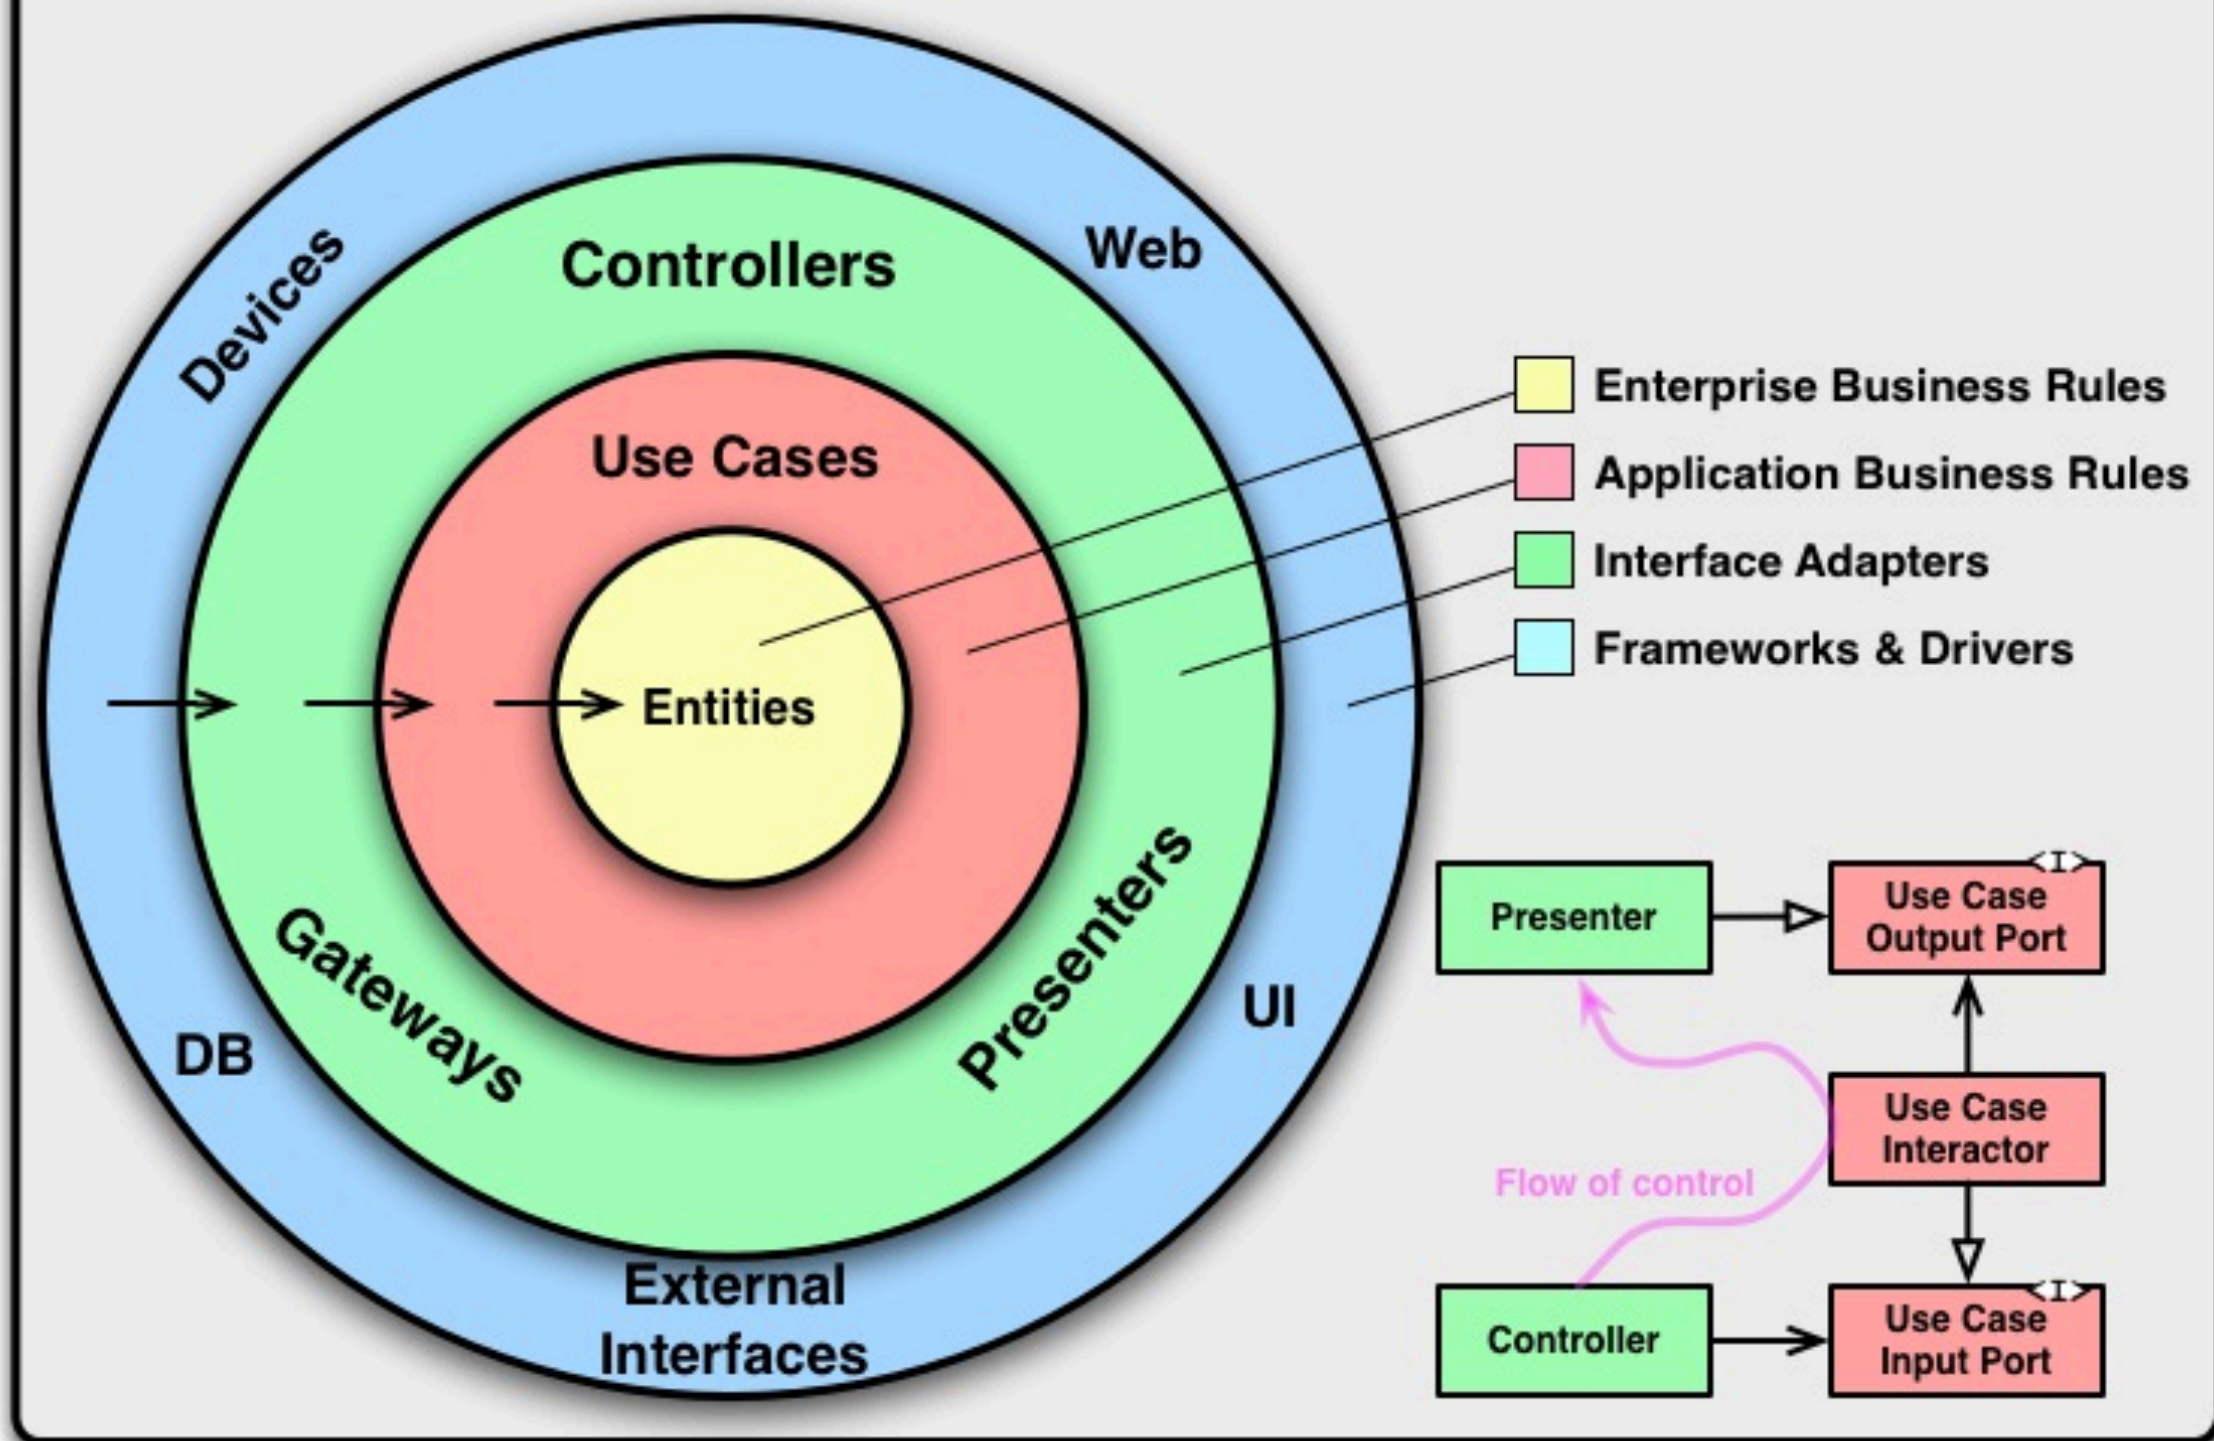 Devices
Controllers
Web
Use Cases
Entities
Gateways
Presenters
DB
UI
External
Interfaces
Enterprise Business Rules
Application Business Rules
Interface Adapters
Frameworks & Drivers
Presenter
<I>
Use Case
Output Port
Use Case
Interactor
Flow of control
Controller
<I>
Use Case
Input Port